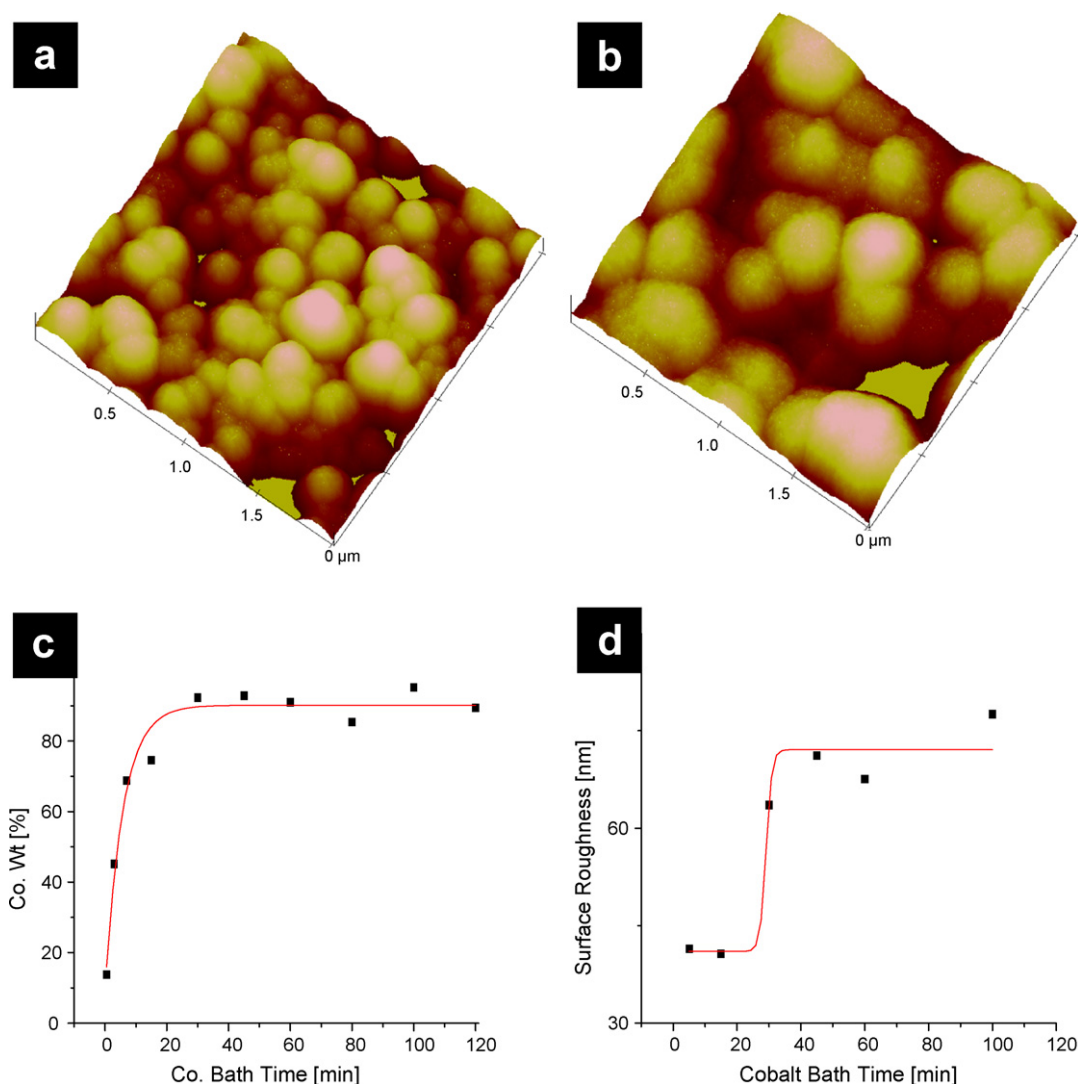 a
b
0.5
1.0
1.5
0 µm
0.5
1.0
1.5
0 µm
c
80
60
40
20
0
Co. Wt [%]
0 20 40 60 80 100 120
Co. Bath Time [min]
d
60
30
Surface Roughness [nm]
0 20 40 60 80 100 120
Cobalt Bath Time [min]